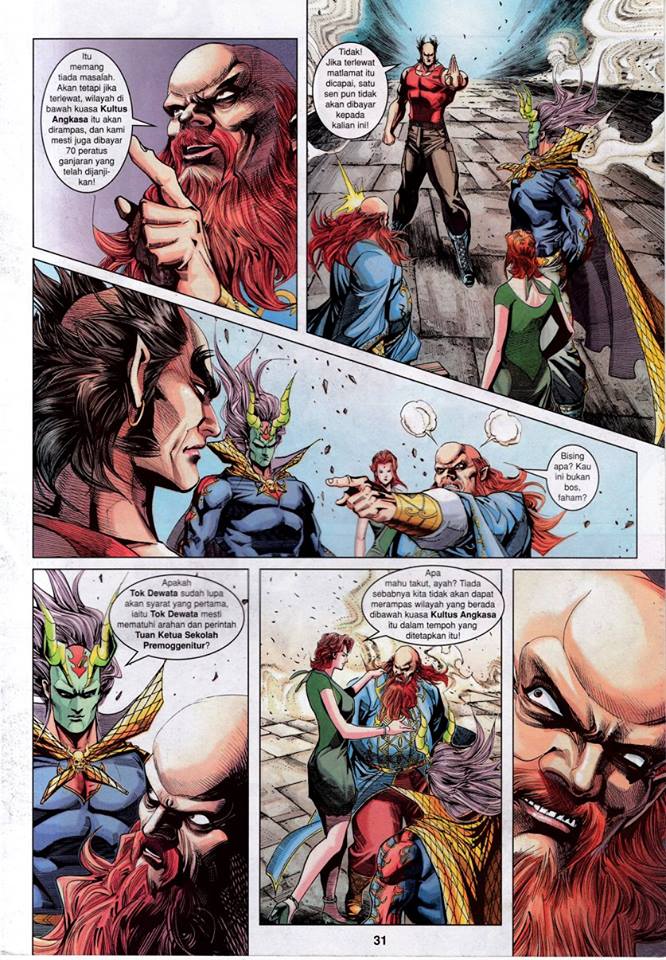 Itu
memang
tiada masalah.
Akan tetapi jika
terlewat, wilayah di
bawah kuasa Kultus
Angkasa itu akan
dirampas, dan kami
mesti juga dibayar
70 peratus
ganjaran yang
telah dijanji-
kan!
Tidak!
Jika terlewat
matlamat itu
dicapai, satu
sen pun tidak
akan dibayar
kepada
kalian ini!
Bising
apa? Kau
ini bukan
bos,
faham?
Apakah
Tok Dewata sudah lupa
akan syarat yang pertama,
iaitu Tok Dewata mesti
mematuhi arahan dan perintah
Tuan Ketua Sekolah
Premoggenitur?
Apa
mahu takut, ayah? Tiada
sebabnya kita tidak akan dapat
merampas wilayah yang berada
dibawah kuasa Kultus Angkasa
itu dalam tempoh yang
ditetapkan itu!
31